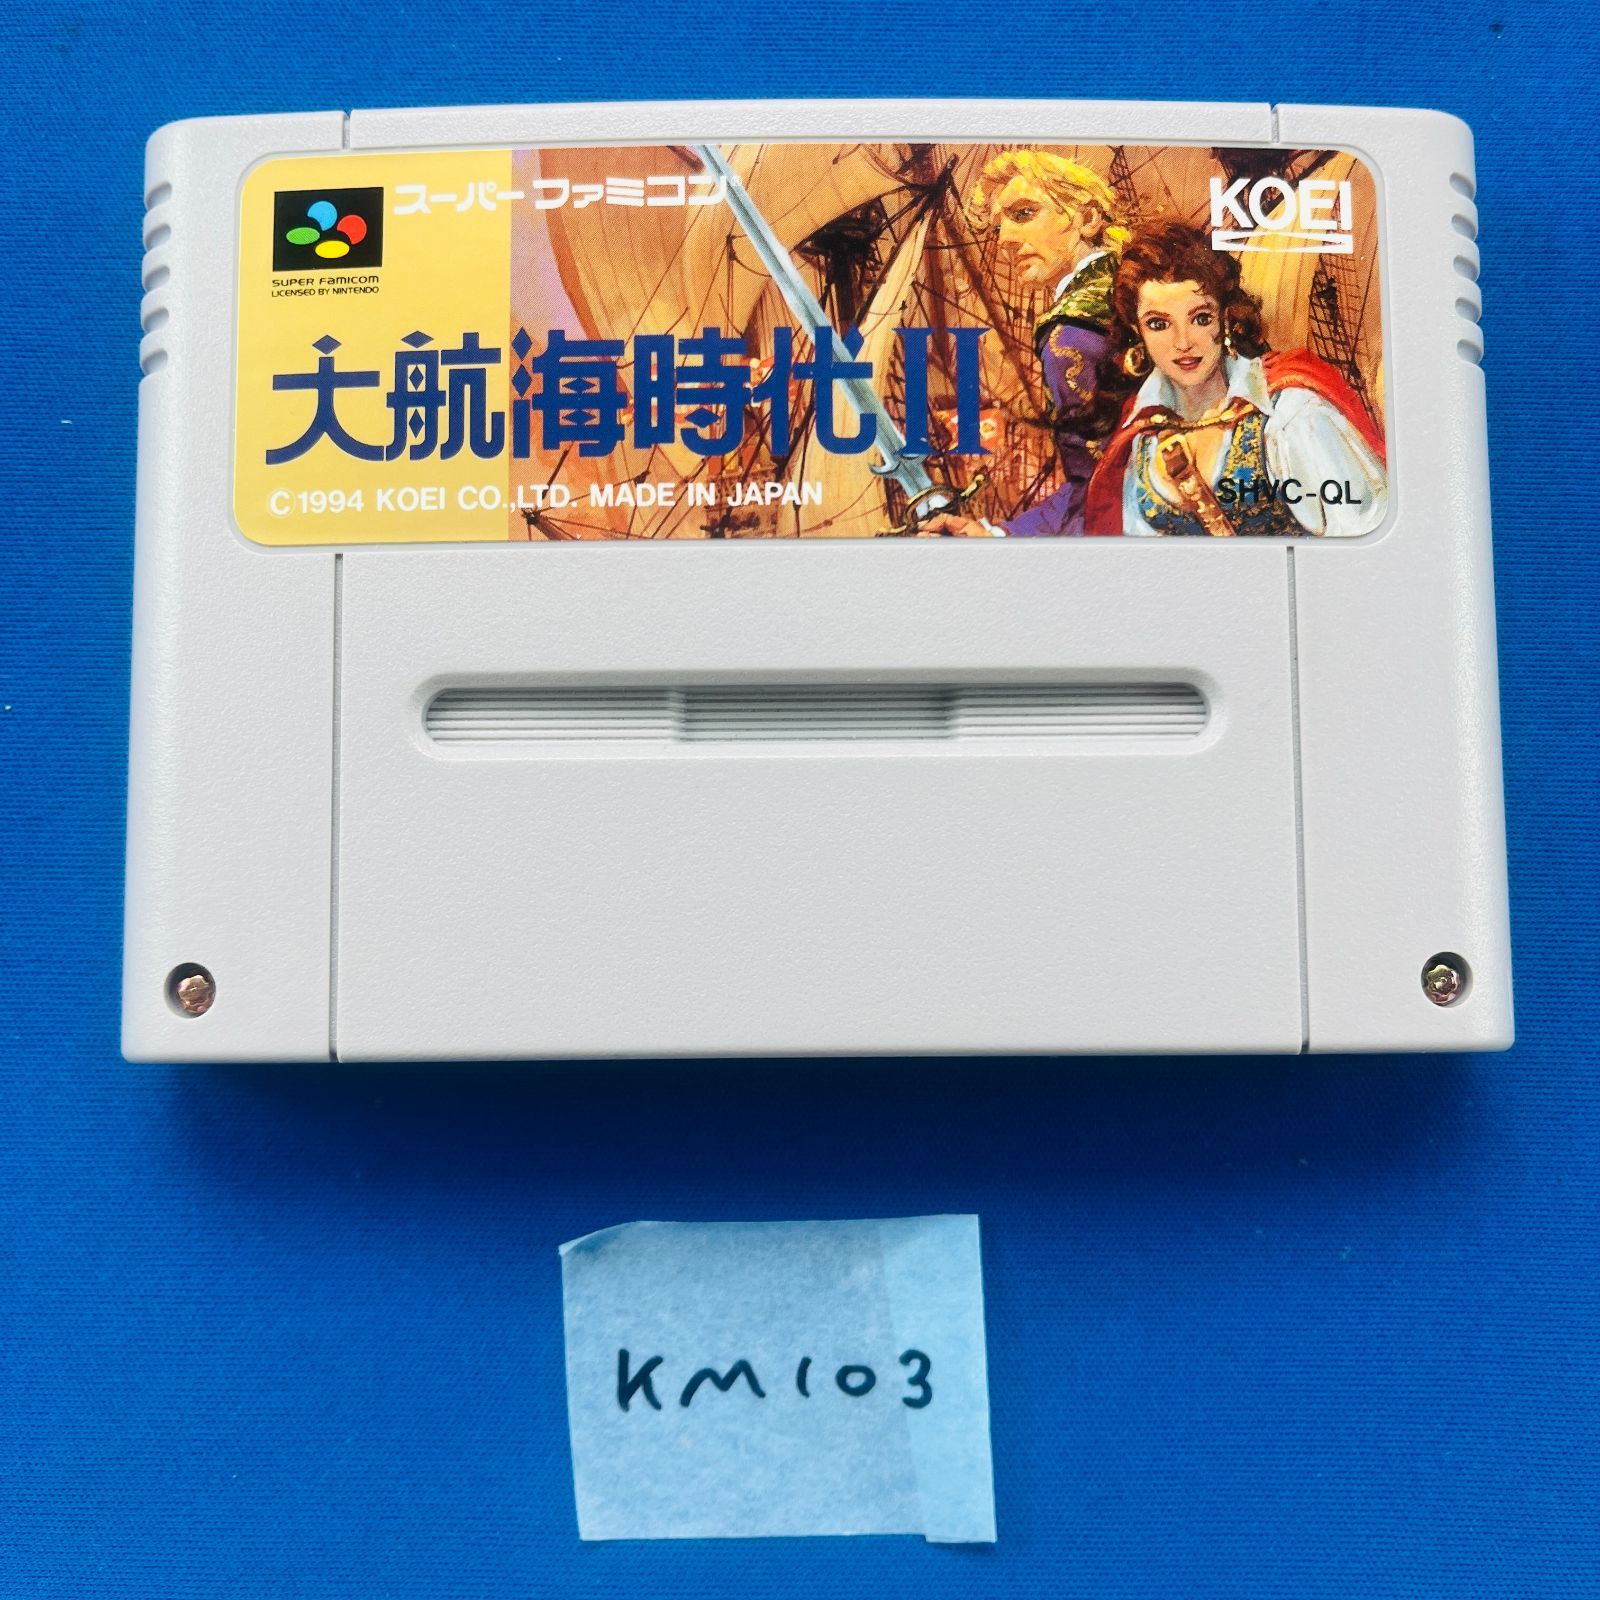 スーパーファミコン®
KOEI
SUPER FAMICOM
LICENSED BY NINTENDO
大航海時代II
©1994 KOEI CO.,LTD. MADE IN JAPAN
SHVC-QL
KM103